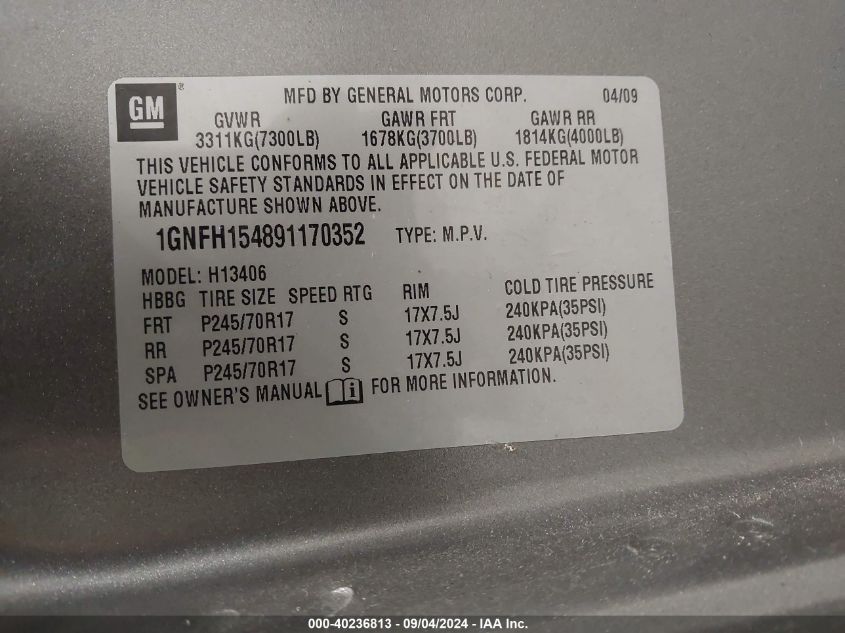 GM ®
MFD BY GENERAL MOTORS CORP. 04/09
GVWR GAWR FRT GAWR RR
3311KG(7300LB) 1678KG(3700LB) 1814KG(4000LB)
THIS VEHICLE CONFORMS TO ALL APPLICABLE U.S. FEDERAL MOTOR
VEHICLE SAFETY STANDARDS IN EFFECT ON THE DATE OF
MANUFACTURE SHOWN ABOVE.
1GNFH154891170352 TYPE: M.P.V.
MODEL: H13406
HBBG TIRE SIZE SPEED RTG RIM COLD TIRE PRESSURE
FRT P245/70R17 S 17X7.5J 240KPA(35PSI)
RR P245/70R17 S 17X7.5J 240KPA(35PSI)
SPA P245/70R17 S 17X7.5J 240KPA(35PSI)
SEE OWNER'S MANUAL i FOR MORE INFORMATION.
000-40236813 - 09/04/2024 - IAA Inc.